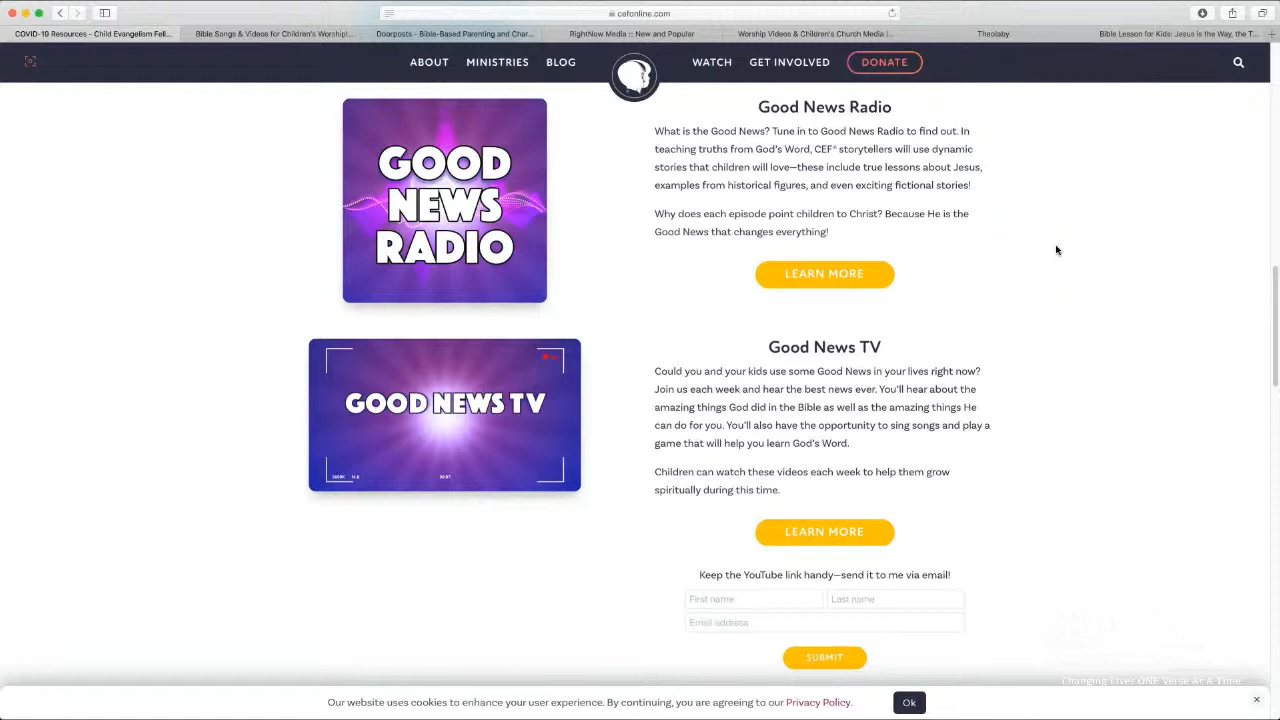 cefonline.com
COVID-19 Resources - Child Evangelism Fell...
Bible Songs & Videos for Children's Worship!...
Doorposts - Bible-Based Parenting and Char...
RightNow Media :: New and Popular
Worship Videos & Children's Church Media |...
Theolaby
Bible Lesson for Kids: Jesus is the Way, the T...
ABOUT
MINISTRIES
BLOG
WATCH
GET INVOLVED
DONATE
GOOD
NEWS
RADIO
Good News Radio
What is the Good News? Tune in to Good News Radio to find out. In
teaching truths from God's Word, CEF® storytellers will use dynamic
stories that children will love—these include true lessons about Jesus,
examples from historical figures, and even exciting fictional stories!
Why does each episode point children to Christ? Because He is the
Good News that changes everything!
LEARN MORE
GOOD NEWS TV
Good News TV
Could you and your kids use some Good News in your lives right now?
Join us each week and hear the best news ever. You'll hear about the
amazing things God did in the Bible as well as the amazing things He
can do for you. You'll also have the opportunity to sing songs and play a
game that will help you learn God's Word.
Children can watch these videos each week to help them grow
spiritually during this time.
LEARN MORE
Keep the YouTube link handy—send it to me via email!
First name
Last name
Email address
SUBMIT
Changing Lives ONE Verse At A Time
Our website uses cookies to enhance your user experience. By continuing, you are agreeing to our Privacy Policy.
Ok